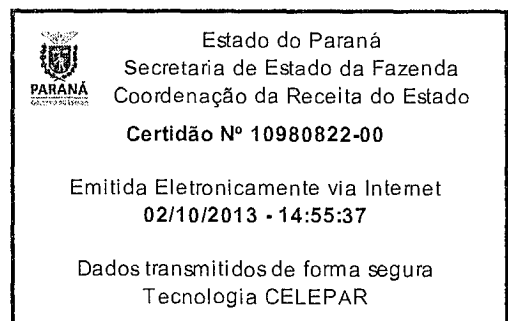 Estado do Paraná
Secretaria de Estado da Fazenda
PARANÁ
Coordenação da Receita do Estado
Certidão Nº 10980822-00
Emitida Eletronicamente via Internet
02/10/2013 - 14:55:37
Dados transmitidos de forma segura
Tecnologia CELEPAR